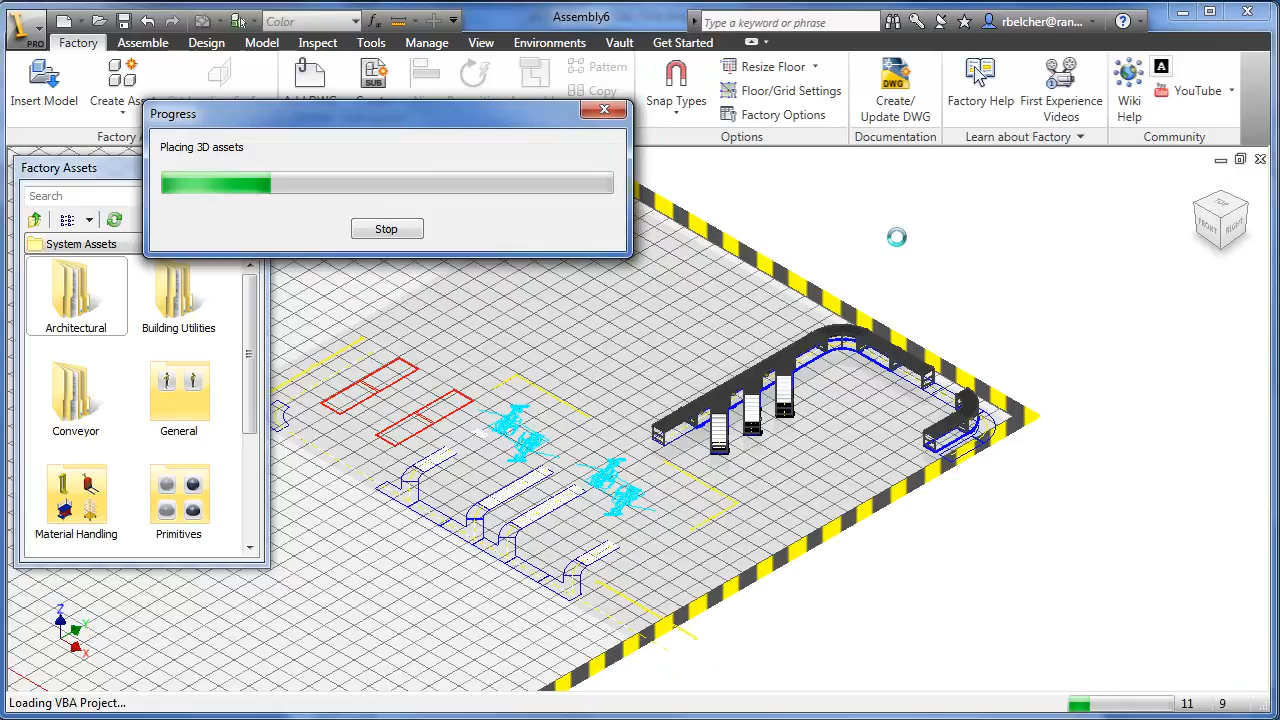 Color
Assembly6
Type a keyword or phrase
rbelcher@ran...
PRO
Factory
Assemble
Design
Model
Inspect
Tools
Manage
View
Environments
Vault
Get Started
Insert Model
Create As
Pattern
Copy
Snap Types
Resize Floor
Floor/Grid Settings
Factory Options
Create/
Update DWG
Factory Help
First Experience
Videos
Wiki
Help
YouTube
Factory
Options
Documentation
Learn about Factory
Community
Progress
Placing 3D assets
Stop
Factory Assets
Search
System Assets
Architectural
Building Utilities
Conveyor
General
Material Handling
Primitives
TOP
FRONT
RIGHT
Z
Y
X
Loading VBA Project...
11
9